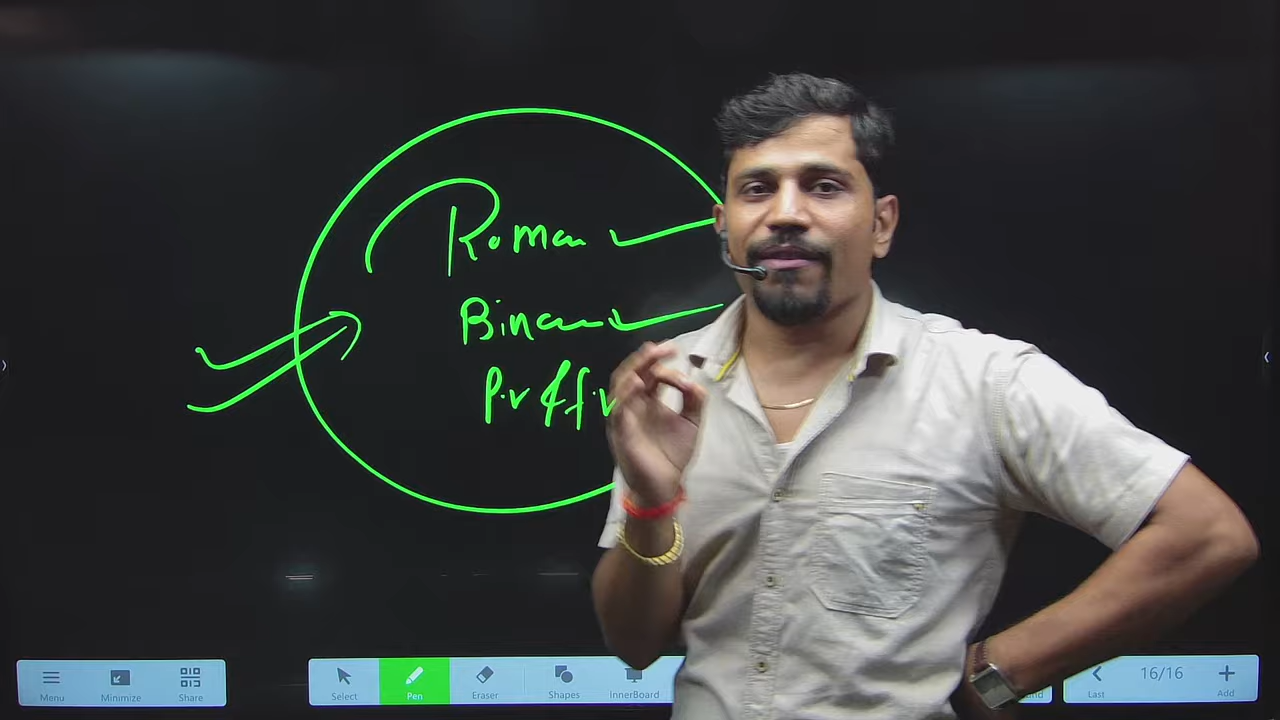 Roman
Binary
P.V & F.V
Menu
Minimize
Share
Select
Pen
Eraser
Shapes
InnerBoard
Last
16/16
Add